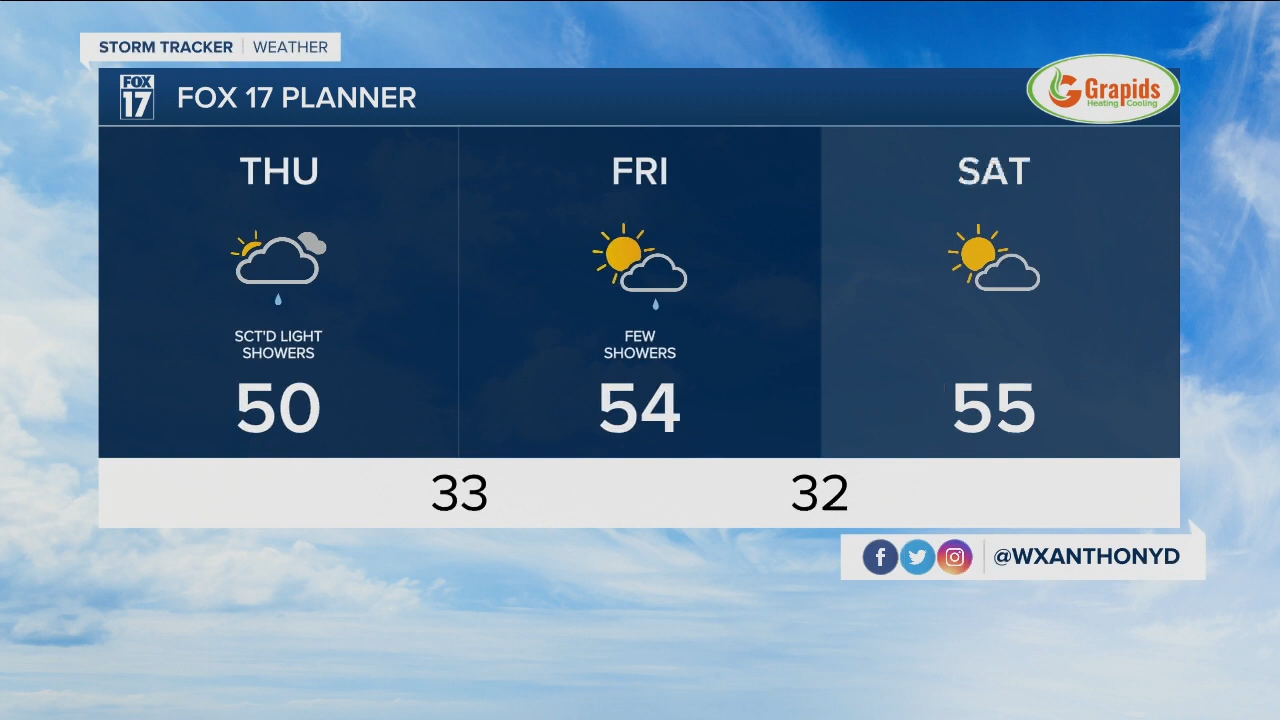 STORM TRACKER | WEATHER
FOX
17
FOX 17 PLANNER
Grapids
Heating Cooling
THU
FRI
SAT
SCT'D LIGHT
SHOWERS
FEW
SHOWERS
50
54
55
33
32
@WXANTHONYD